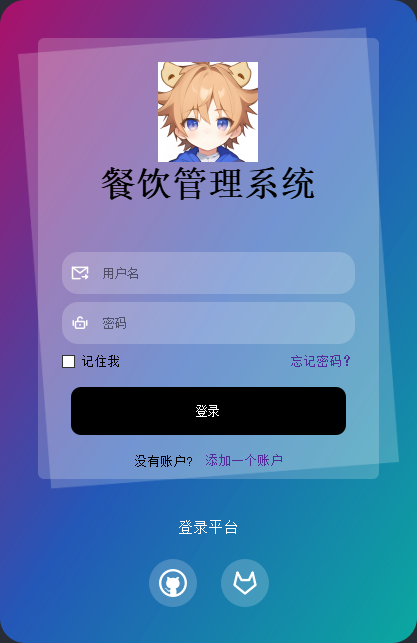 餐饮管理系统
用户名
密码
记住我 忘记密码？
登录
没有账户？ 添加一个账户
登录平台